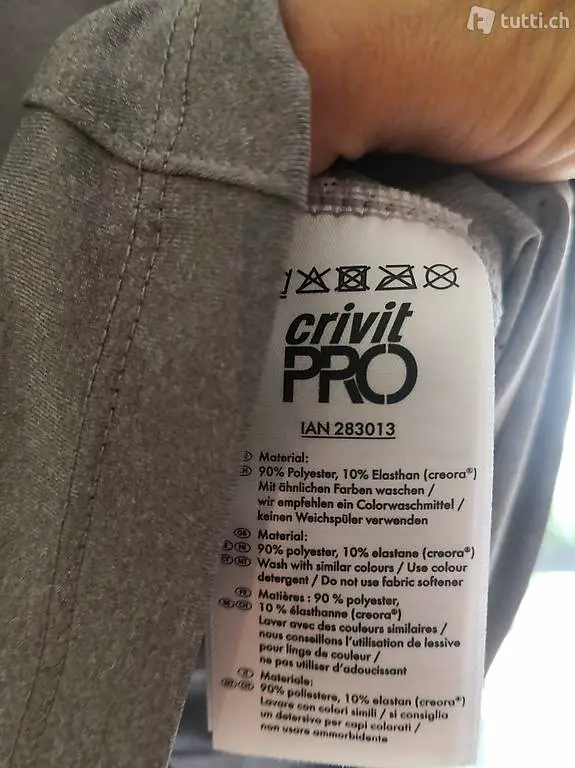 tutti.ch
crivit
PRO
IAN 283013
Material:
90% Polyester, 10% Elasthan (creora®)
Mit ähnlichen Farben waschen /
wir empfehlen ein Colorwaschmittel /
keinen Weichspüler verwenden
GB Material:
90% polyester, 10% elastane (creora®)
Wash with similar colours / Use colour
detergent / Do not use fabric softener
FR Matières : 90 % polyester,
10 % élasthanne (creora®)
Laver avec des couleurs similaires /
nous conseillons l'utilisation de lessive
pour linge de couleur /
ne pas utiliser d'adoucissant
Materiale:
90% poliestere, 10% elastan (creora®)
Lavare con colori simili / si consiglia
un detersivo per capi colorati /
non usare ammorbidente